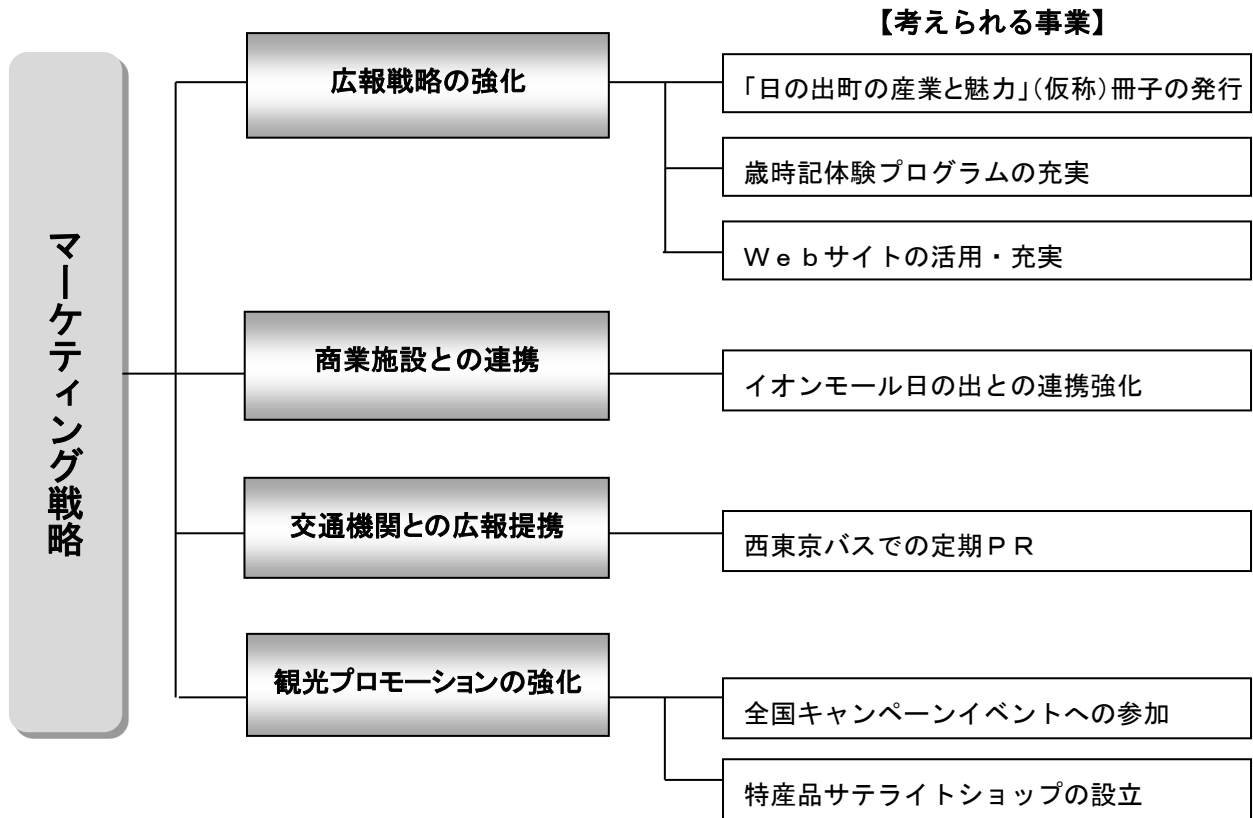 【考えられる事業】
マーケティング戦略
広報戦略の強化
「日の出町の産業と魅力」(仮称)冊子の発行
歳時記体験プログラムの充実
Ｗｅｂサイトの活用・充実
商業施設との連携
イオンモール日の出との連携強化
交通機関との広報提携
西東京バスでの定期ＰＲ
観光プロモーションの強化
全国キャンペーンイベントへの参加
特産品サテライトショップの設立